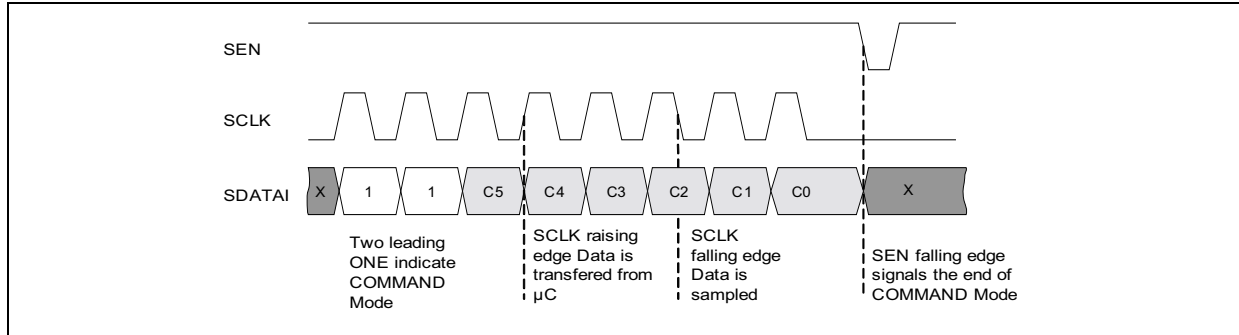 SEN
SCLK
SDATAI
X 1 1 C5 C4 C3 C2 C1 C0 X
Two leading
ONE indicate
COMMAND
Mode
SCLK raising
edge Data is
transfered from
µC
SCLK
falling edge
Data is
sampled
SEN falling edge
signals the end of
COMMAND Mode